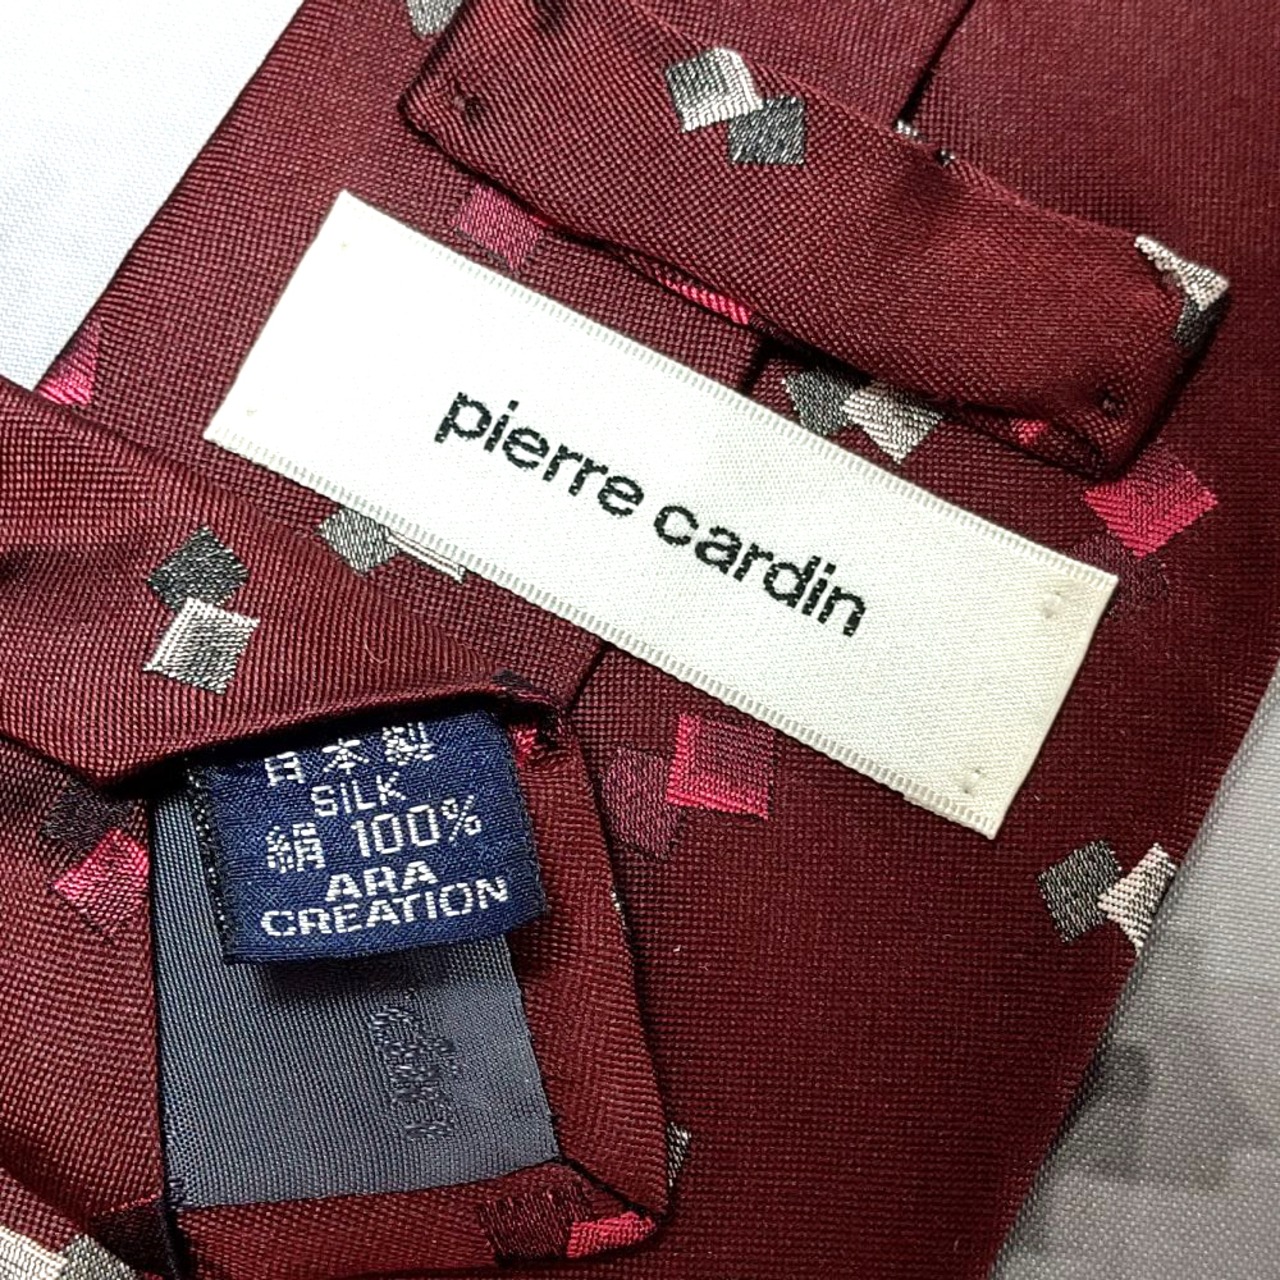 pierre cardin
日本製
SILK
絹 100%
ARA
CREATION